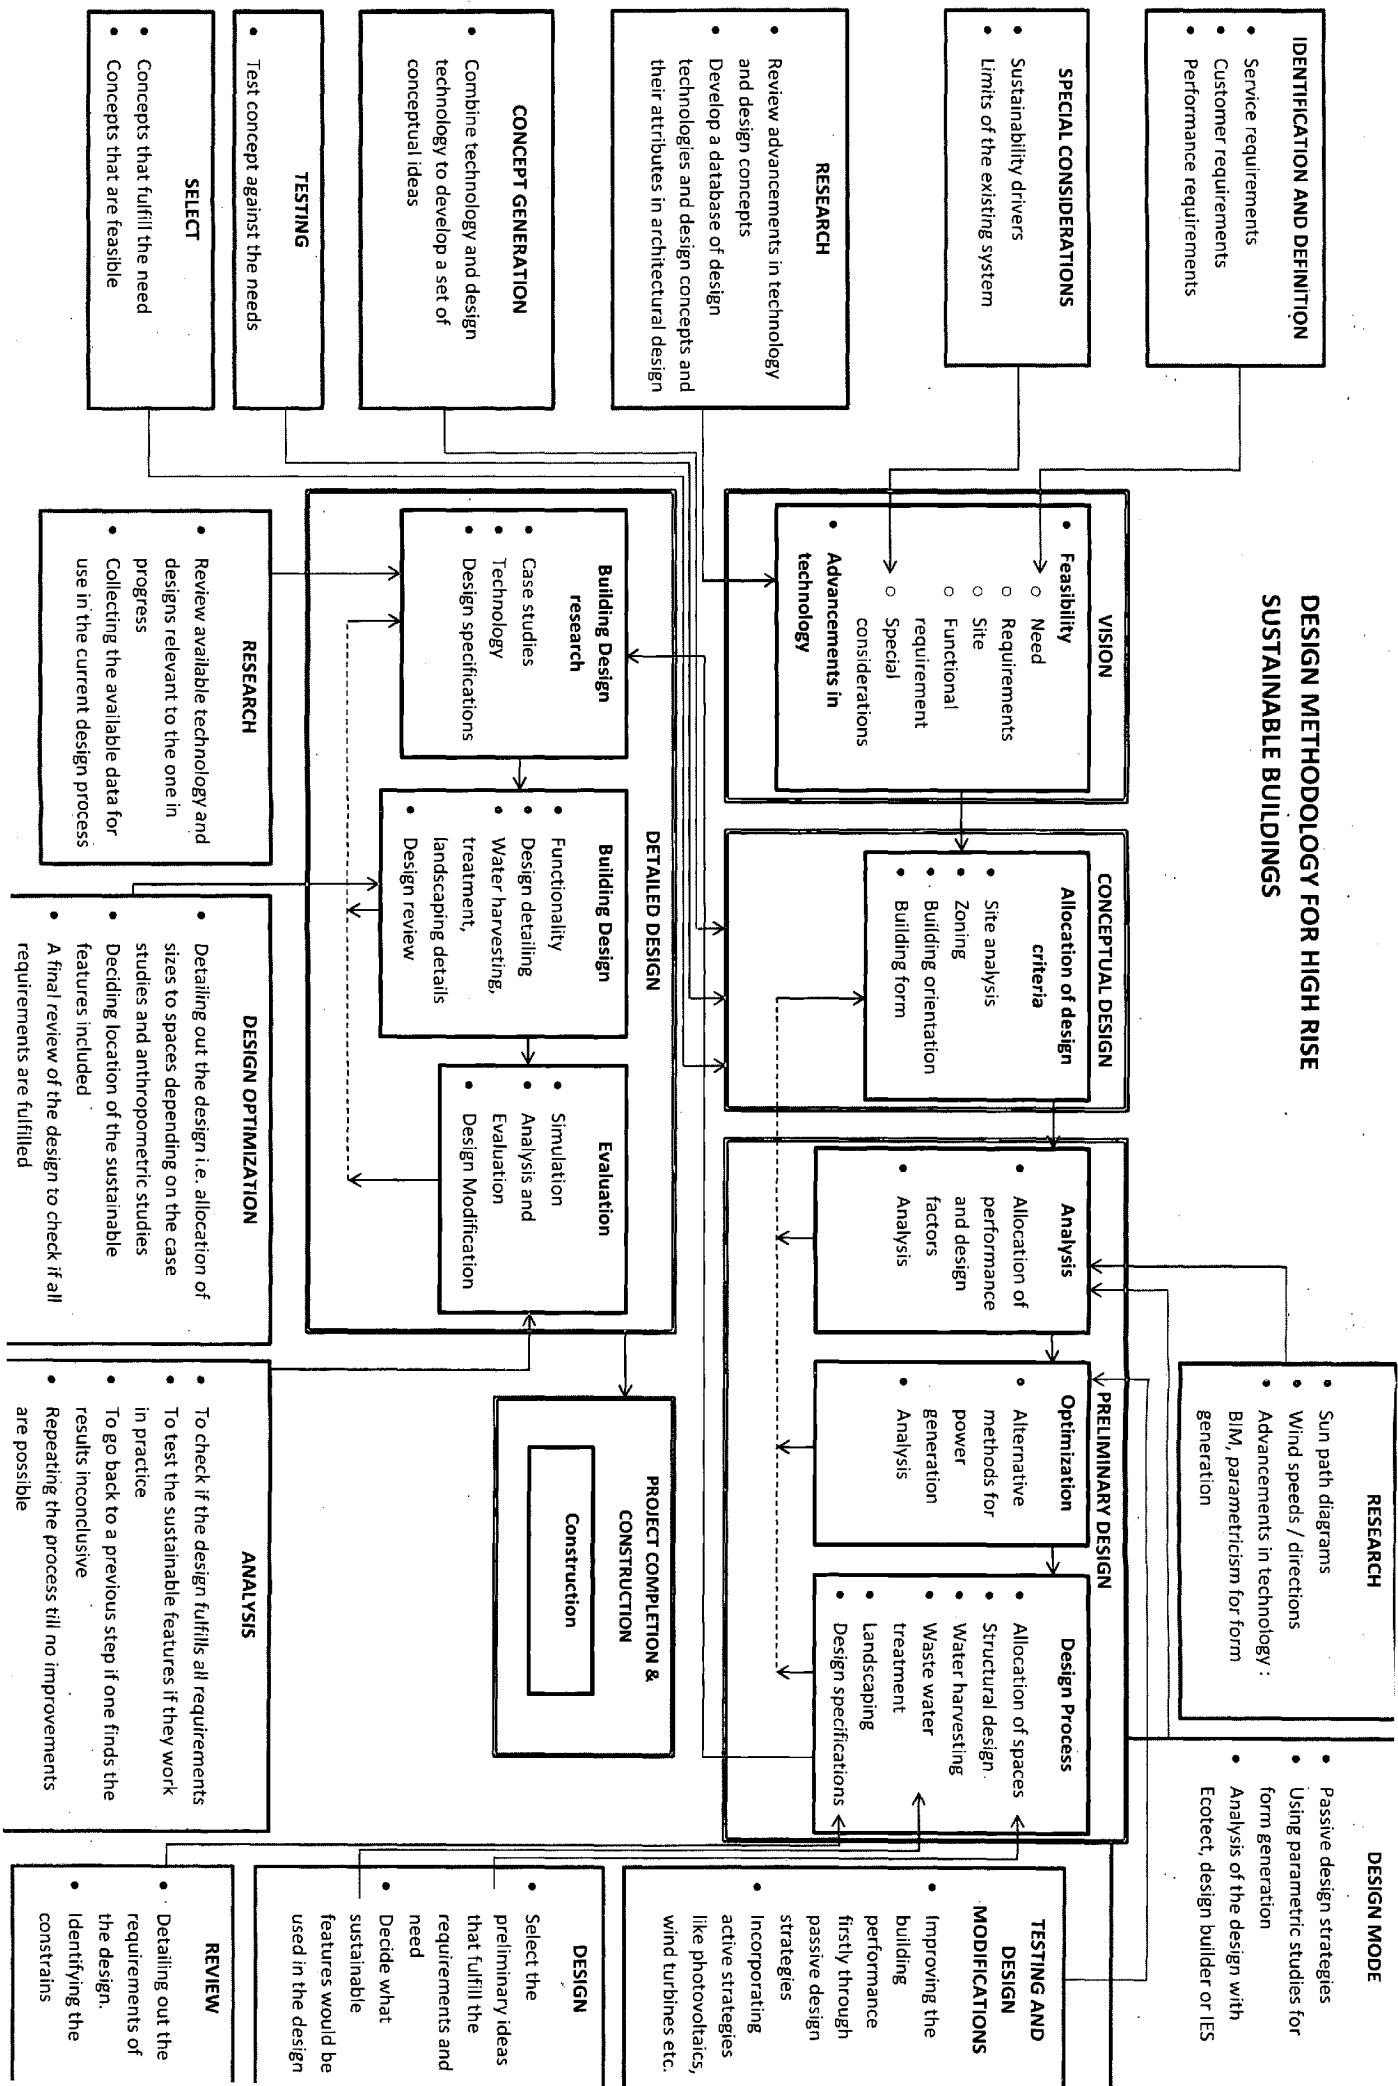 DESIGN METHODOLOGY FOR HIGH RISE
SUSTAINABLE BUILDINGS
IDENTIFICATION AND DEFINITION
• Service requirements
• Customer requirements
• Performance requirements
SPECIAL CONSIDERATIONS
• Sustainability drivers
• Limits of the existing system
RESEARCH
• Review advancements in technology
and design concepts
• Develop a database of design
technologies and design concepts and
their attributes in architectural design
CONCEPT GENERATION
• Combine technology and design
technology to develop a set of
conceptual ideas
TESTING
• Test concept against the needs
SELECT
• Concepts that fulfill the need
• Concepts that are feasible
VISION
• Feasibility
○ Need
○ Requirements
○ Site
○ Functional
requirement
○ Special
considerations
• Advancements in
technology
CONCEPTUAL DESIGN
Allocation of design
criteria
• Site analysis
• Zoning
• Building orientation
• Building form
PRELIMINARY DESIGN
Analysis
• Allocation of
performance
and design
factors
• Analysis
Optimization
• Alternative
methods for
power
generation
• Analysis
Design Process
• Allocation of spaces
• Structural design.
• Water harvesting
• Waste water
treatment
• Landscaping
• Design specifications
RESEARCH
• Sun path diagrams
• Wind speeds / directions
• Advancements in technology :
BIM, parametricism for form
generation
DESIGN MODE
• Passive design strategies
• Using parametric studies for
form generation
• Analysis of the design with
Ecotect, design builder or IES
TESTING AND
DESIGN
MODIFICATIONS
• Improving the
building
performance
firstly through
passive design
strategies
• Incorporating
active strategies
like photovoltaics,
wind turbines etc.
DESIGN
• Select the
preliminary ideas
that fulfill the
requirements and
need
• Decide what
sustainable
features would be
used in the design
REVIEW
• Detailing out the
requirements of
the design.
• Identifying the
constrains
DETAILED DESIGN
Building Design
research
• Case studies
• Technology
• Design specifications
Building Design
• Functionality
• Design detailing
• Water harvesting,
treatment,
landscaping details
• Design review
Evaluation
• Simulation
• Analysis and
Evaluation
• Design Modification
PROJECT COMPLETION &
CONSTRUCTION
Construction
RESEARCH
• Review available technology and
designs relevant to the one in
progress
• Collecting the available data for
use in the current design process
DESIGN OPTIMIZATION
• Detailing out the design i.e. allocation of
sizes to spaces depending on the case
studies and anthropometric studies
• Deciding location of the sustainable
features included
• A final review of the design to check if all
requirements are fulfilled
ANALYSIS
• To check if the design fulfills all requirements
• To test the sustainable features if they work
in practice
• To go back to a previous step if one finds the
results inconclusive
• Repeating the process till no improvements
are possible